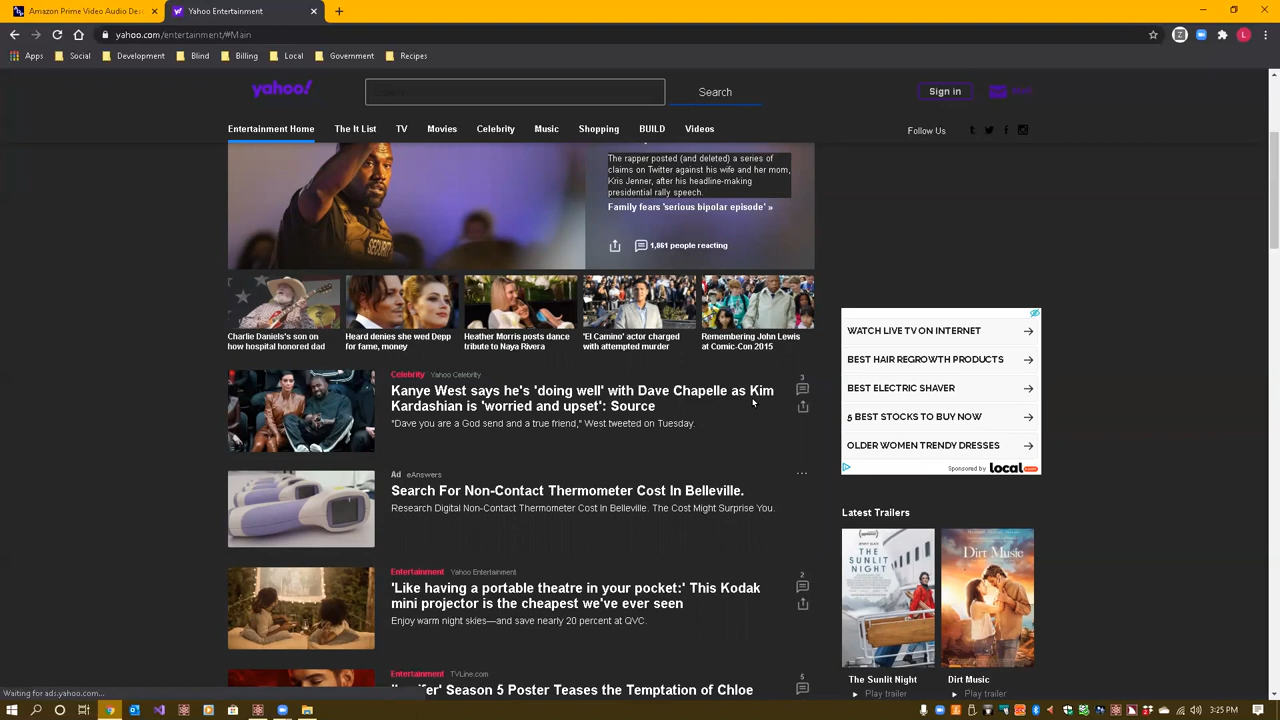 Amazon Prime Video Audio Des
Yahoo Entertainment
yahoo.com/entertainment/#Main
L
Apps Social Development Blind Billing Local Government Recipes
yahoo!
Search
Sign in
Entertainment Home The It List TV Movies Celebrity Music Shopping BUILD Videos
Follow Us
The rapper posted (and deleted) a series of
claims on Twitter against his wife and her mom,
Kris Jenner, after his headline-making
presidential rally speech.
Family fears 'serious bipolar episode' »
1,861 people reacting
SECURITY
Charlie Daniels's son on
how hospital honored dad
Heard denies she wed Depp
for fame, money
Heather Morris posts dance
tribute to Naya Rivera
'El Camino' actor charged
with attempted murder
Remembering John Lewis
at Comic-Con 2015
Celebrity Yahoo Celebrity
3
Kanye West says he's 'doing well' with Dave Chapelle as Kim
Kardashian is 'worried and upset': Source
"Dave you are a God send and a true friend," West tweeted on Tuesday.
Ad eAnswers
Search For Non-Contact Thermometer Cost In Belleville.
Research Digital Non-Contact Thermometer Cost In Belleville. The Cost Might Surprise You.
Entertainment Yahoo Entertainment
2
'Like having a portable theatre in your pocket:' This Kodak
mini projector is the cheapest we've ever seen
Enjoy warm night skies—and save nearly 20 percent at QVC.
Entertainment TVLine.com
5
'Lucifer' Season 5 Poster Teases the Temptation of Chloe
WATCH LIVE TV ON INTERNET
BEST HAIR REGROWTH PRODUCTS
BEST ELECTRIC SHAVER
5 BEST STOCKS TO BUY NOW
OLDER WOMEN TRENDY DRESSES
Sponsored by local.com
Latest Trailers
THE
SUNLIT
NIGHT
Dirt Music
The Sunlit Night
Play trailer
Dirt Music
Play trailer
Waiting for ads.yahoo.com...
3:25 PM